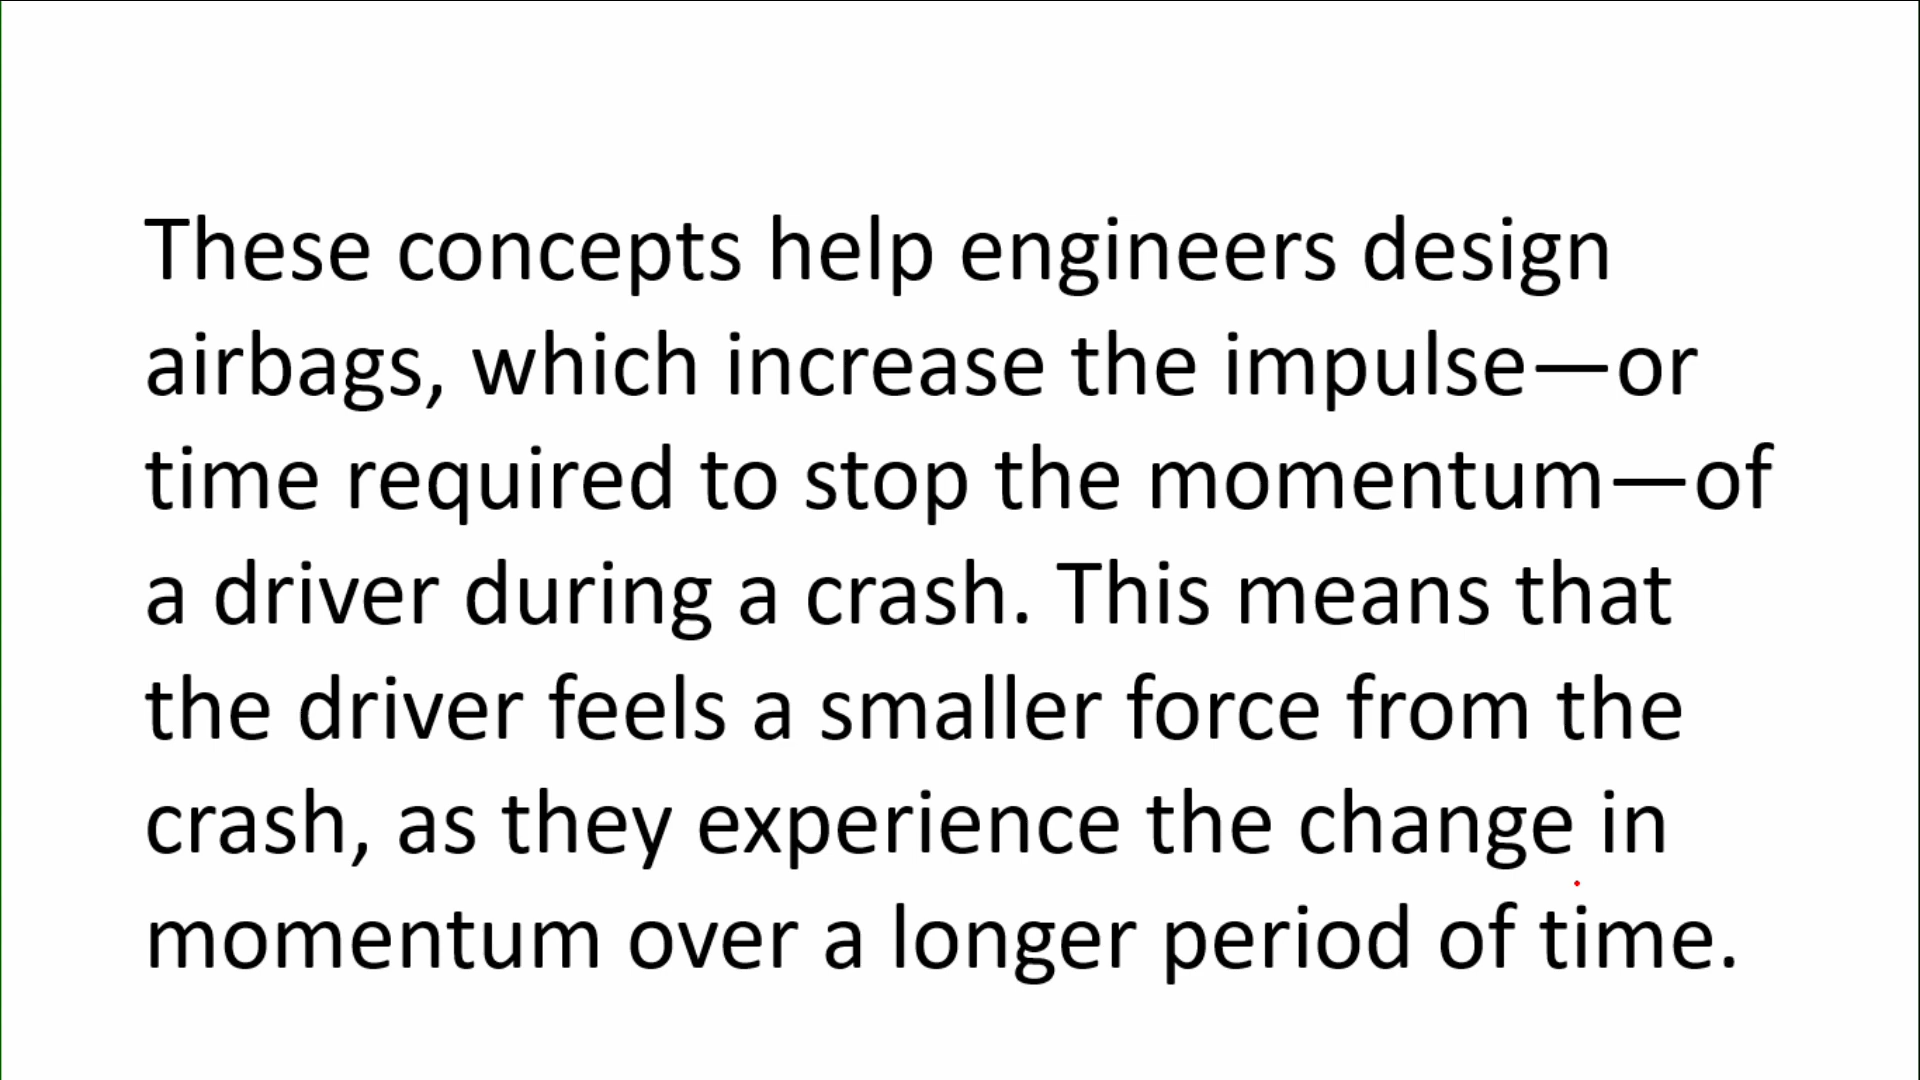 These concepts help engineers design
airbags, which increase the impulse—or
time required to stop the momentum—of
a driver during a crash. This means that
the driver feels a smaller force from the
crash, as they experience the change in
momentum over a longer period of time.